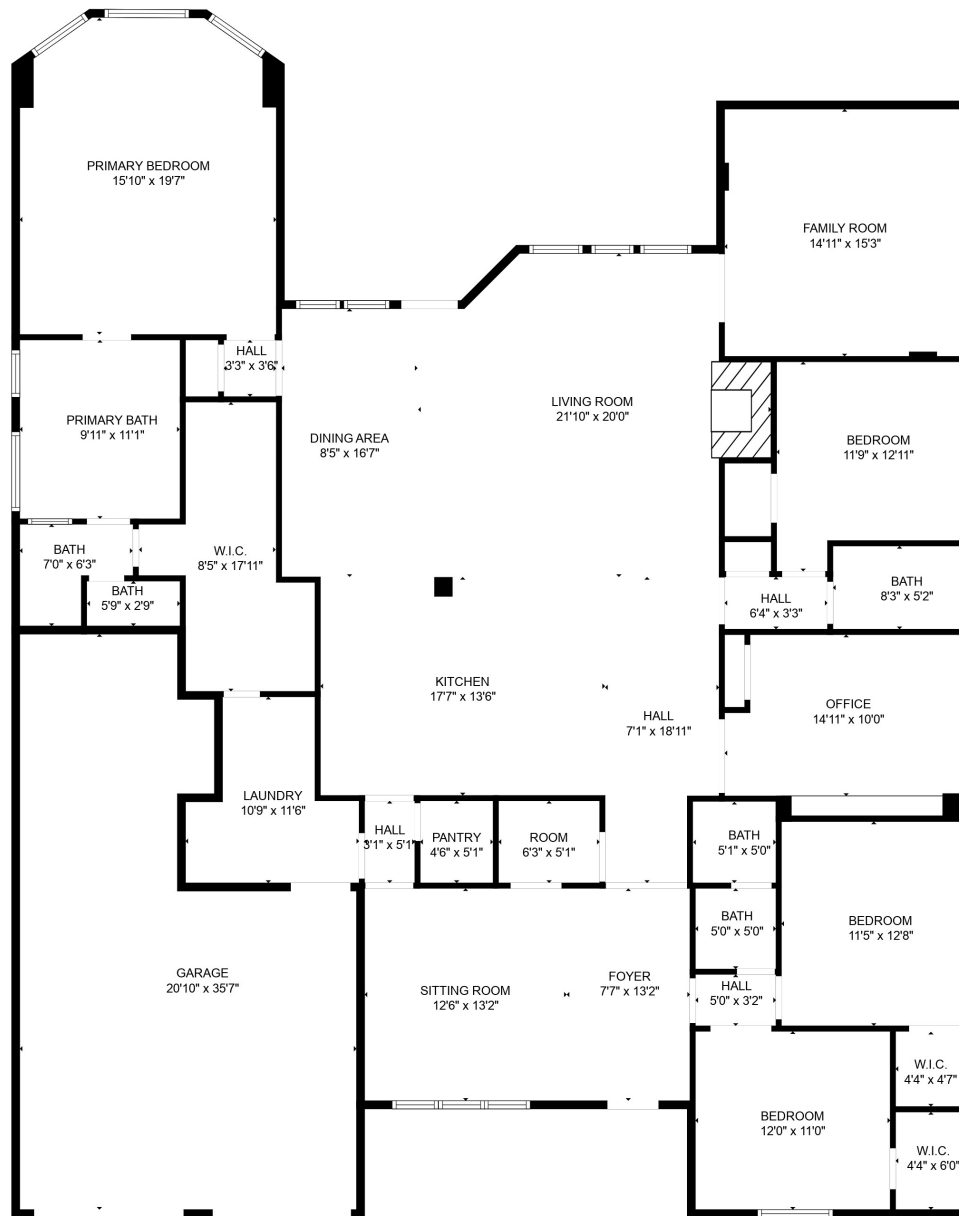 PRIMARY BEDROOM
15'10" x 19'7"
FAMILY ROOM
14'11" x 15'3"
HALL
3'3" x 3'6"
LIVING ROOM
21'10" x 20'0"
PRIMARY BATH
9'11" x 11'1"
DINING AREA
8'5" x 16'7"
BEDROOM
11'9" x 12'11"
BATH
7'0" x 6'3"
W.I.C.
8'5" x 17'11"
BATH
5'9" x 2'9"
HALL
6'4" x 3'3"
BATH
8'3" x 5'2"
KITCHEN
17'7" x 13'6"
HALL
7'1" x 18'11"
OFFICE
14'11" x 10'0"
LAUNDRY
10'9" x 11'6"
HALL
3'1" x 5'1"
PANTRY
4'6" x 5'1"
ROOM
6'3" x 5'1"
BATH
5'1" x 5'0"
BATH
5'0" x 5'0"
BEDROOM
11'5" x 12'8"
GARAGE
20'10" x 35'7"
SITTING ROOM
12'6" x 13'2"
FOYER
7'7" x 13'2"
HALL
5'0" x 3'2"
W.I.C.
4'4" x 4'7"
BEDROOM
12'0" x 11'0"
W.I.C.
4'4" x 6'0"